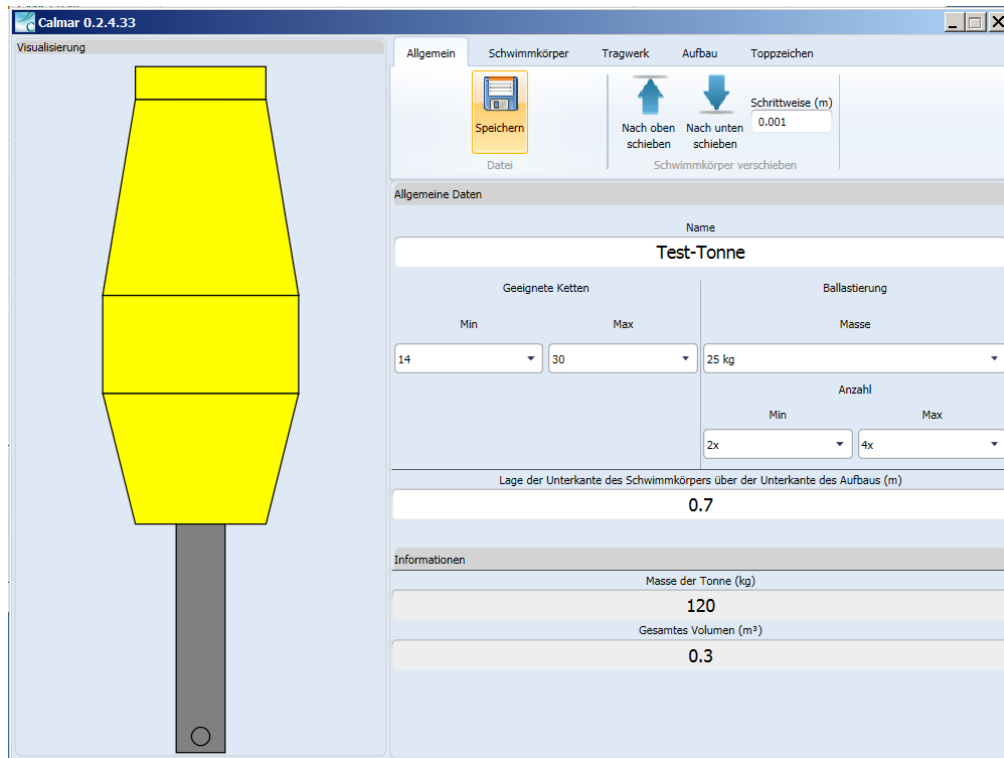 Calmar 0.2.4.33
Visualisierung
Allgemein Schwimmkörper Tragwerk Aufbau Toppzeichen
Speichern
Datei
Nach oben schieben
Nach unten schieben
Schrittweise (m)
0.001
Schwimmkörper verschieben
Allgemeine Daten
Name
Test-Tonne
Geeignete Ketten
Min Max
14 30
Ballastierung
Masse
25 kg
Anzahl
Min Max
2x 4x
Lage der Unterkante des Schwimmkörpers über der Unterkante des Aufbaus (m)
0.7
Informationen
Masse der Tonne (kg)
120
Gesamtes Volumen (m³)
0.3